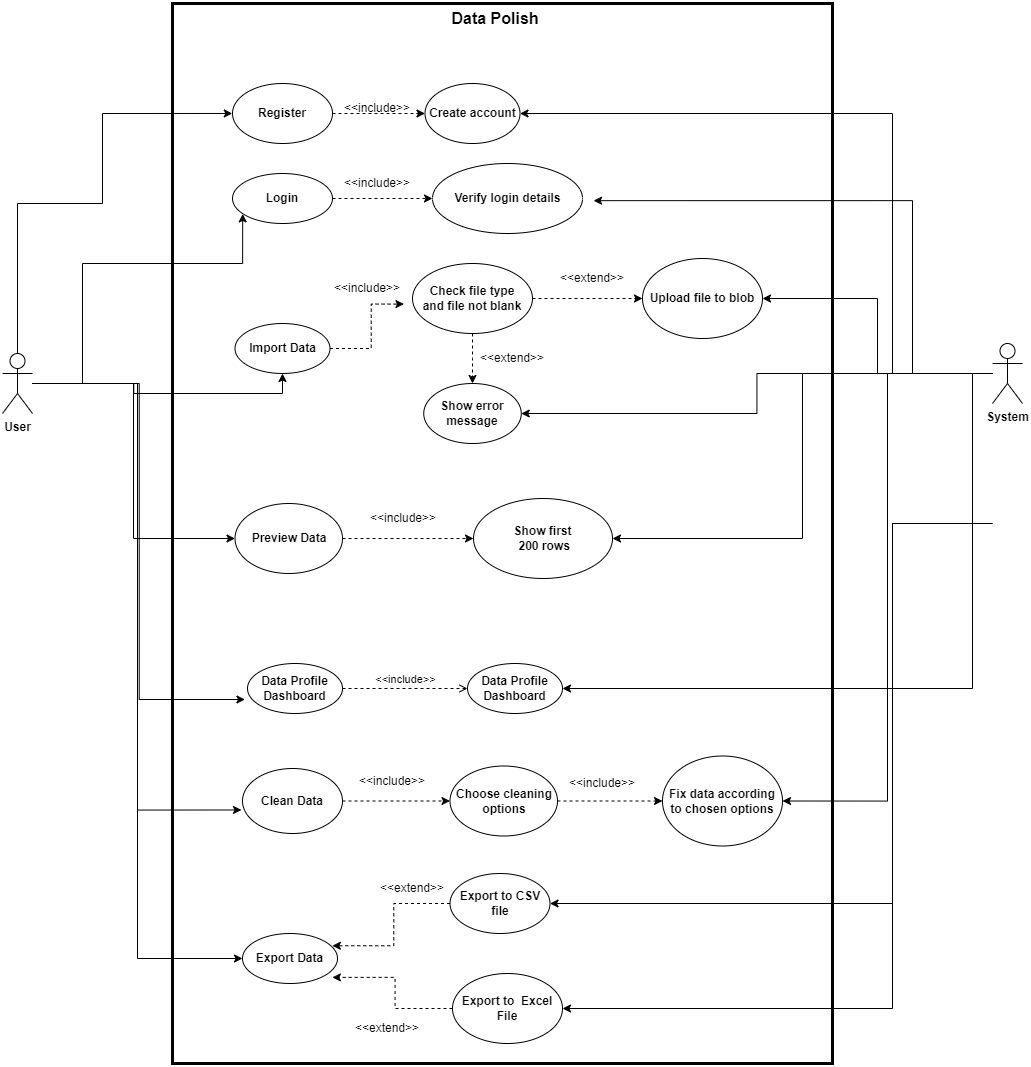 Data Polish
Register
<<include>>
Create account
Login
<<include>>
Verify login details
Import Data
<<include>>
Check file type
and file not blank
<<extend>>
Upload file to blob
<<extend>>
Show error
message
User
System
Preview Data
<<include>>
Show first
200 rows
Data Profile
Dashboard
<<include>>
Data Profile
Dashboard
Clean Data
<<include>>
Choose cleaning
options
<<include>>
Fix data according
to chosen options
Export Data
<<extend>>
Export to CSV
file
<<extend>>
Export to Excel
File